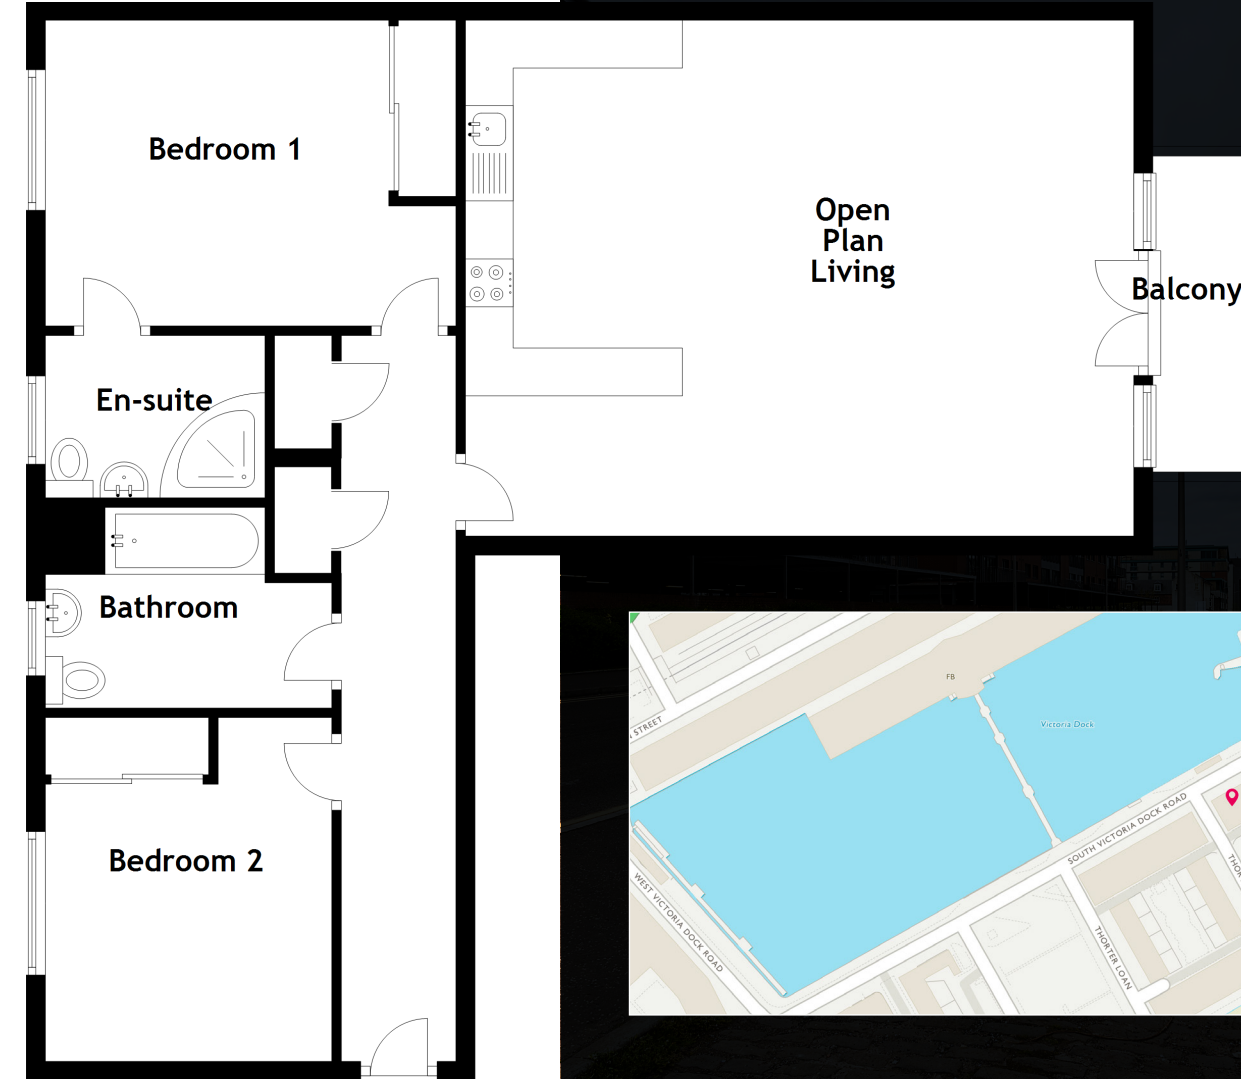 Bedroom 1
Open
Plan
Living
Balcony
En-suite
Bathroom
Bedroom 2
FB
Victoria Dock
STREET
SOUTH VICTORIA DOCK ROAD
WEST VICTORIA DOCK ROAD
THORTER LOAN
THOR